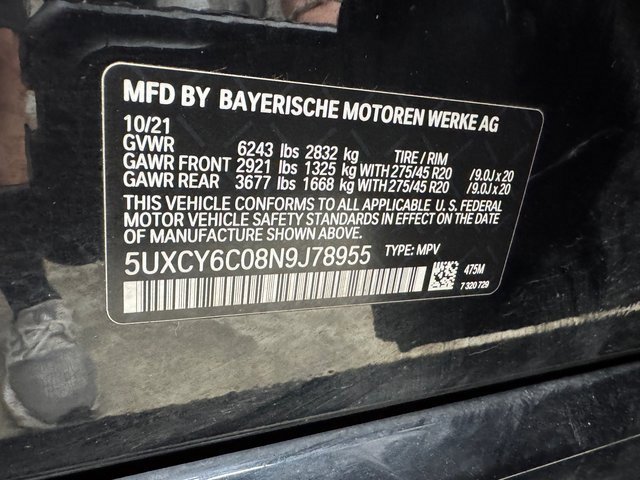 MFD BY BAYERISCHE MOTOREN WERKE AG
10/21
GVWR 6243 lbs 2832 kg TIRE / RIM
GAWR FRONT 2921 lbs 1325 kg WITH 275/45 R20 /9.0J x 20
GAWR REAR 3677 lbs 1668 kg WITH 275/45 R20 /9.0J x 20
THIS VEHICLE CONFORMS TO ALL APPLICABLE U. S. FEDERAL
MOTOR VEHICLE SAFETY STANDARDS IN EFFECT ON THE DATE
OF MANUFACTURE SHOWN ABOVE.
5UXCY6C08N9J78955 TYPE: MPV
475M
7 320 729